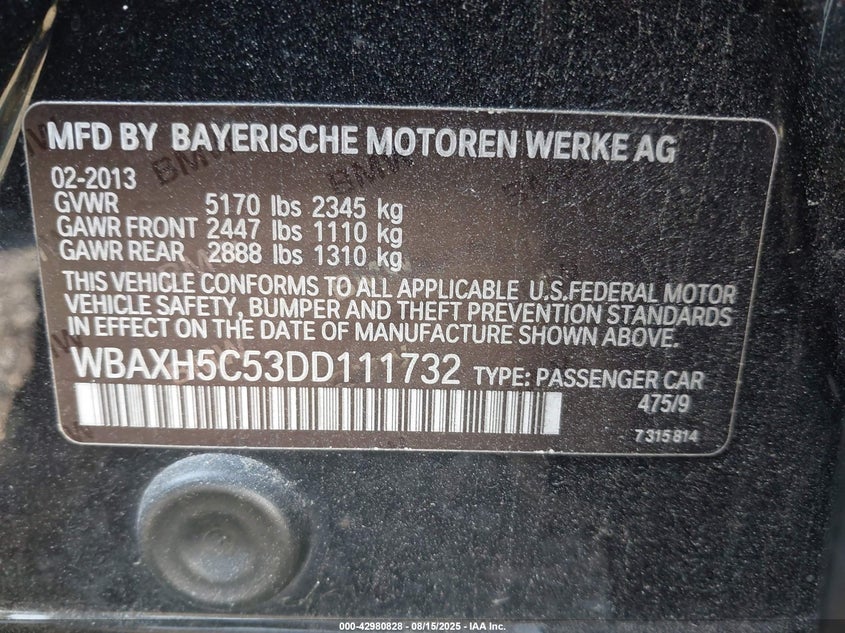 MFD BY BAYERISCHE MOTOREN WERKE AG
02-2013
GVWR 5170 lbs 2345 kg
GAWR FRONT 2447 lbs 1110 kg
GAWR REAR 2888 lbs 1310 kg
THIS VEHICLE CONFORMS TO ALL APPLICABLE U.S.FEDERAL MOTOR
VEHICLE SAFETY, BUMPER AND THEFT PREVENTION STANDARDS
IN EFFECT ON THE DATE OF MANUFACTURE SHOWN ABOVE.
WBAXH5C53DD111732 TYPE: PASSENGER CAR
475/9
7 315 814
000-42980828 - 08/15/2025 - IAA Inc.